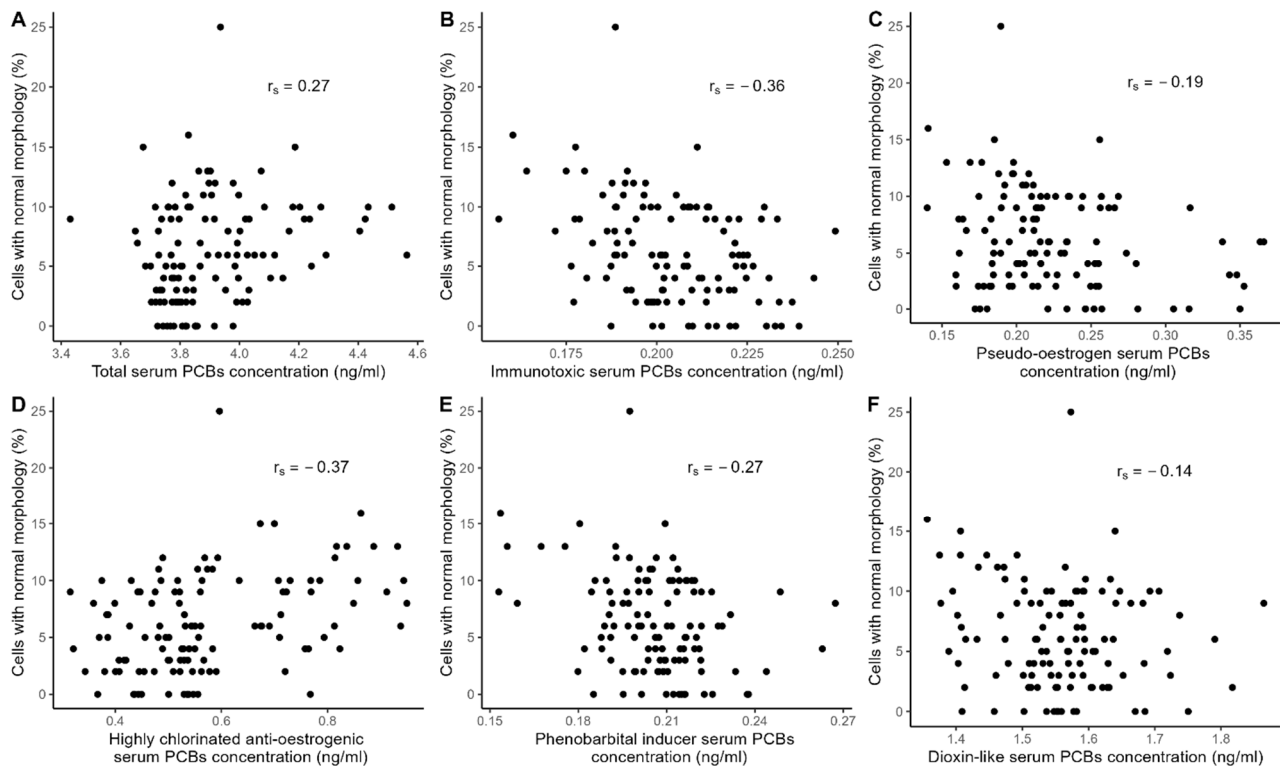 A
Cells with normal morphology (%)
25
20
15
10
5
0
rs = 0.27
3.4 3.6 3.8 4.0 4.2 4.4 4.6
Total serum PCBs concentration (ng/ml)
B
Cells with normal morphology (%)
25
20
15
10
5
0
rs = − 0.36
0.175 0.200 0.225 0.250
Immunotoxic serum PCBs concentration (ng/ml)
C
Cells with normal morphology (%)
25
20
15
10
5
0
rs = − 0.19
0.15 0.20 0.25 0.30 0.35
Pseudo-oestrogen serum PCBs
concentration (ng/ml)
D
Cells with normal morphology (%)
25
20
15
10
5
0
rs = − 0.37
0.4 0.6 0.8
Highly chlorinated anti-oestrogenic
serum PCBs concentration (ng/ml)
E
Cells with normal morphology (%)
25
20
15
10
5
0
rs = − 0.27
0.15 0.18 0.21 0.24 0.27
Phenobarbital inducer serum PCBs
concentration (ng/ml)
F
Cells with normal morphology (%)
25
20
15
10
5
0
rs = − 0.14
1.4 1.5 1.6 1.7 1.8
Dioxin-like serum PCBs concentration (ng/ml)